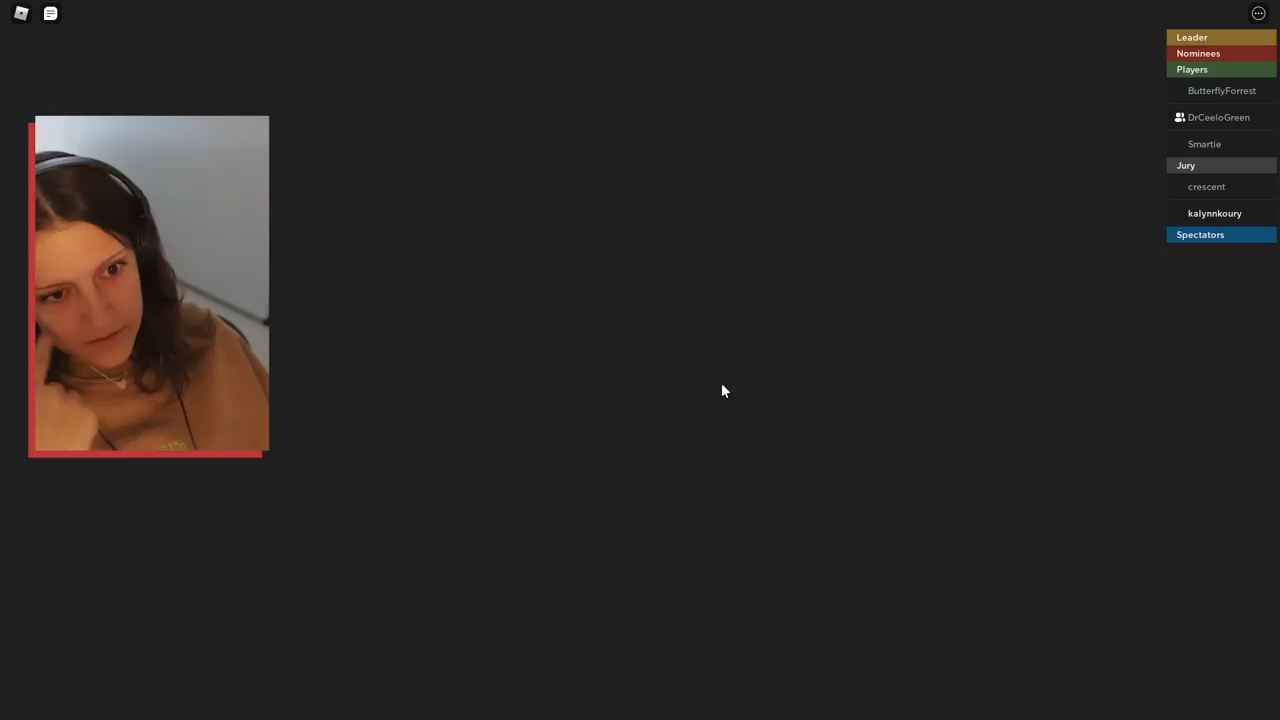 Leader
Nominees
Players
ButterflyForrest
DrCeeloGreen
Smartie
Jury
crescent
kalynnkoury
Spectators